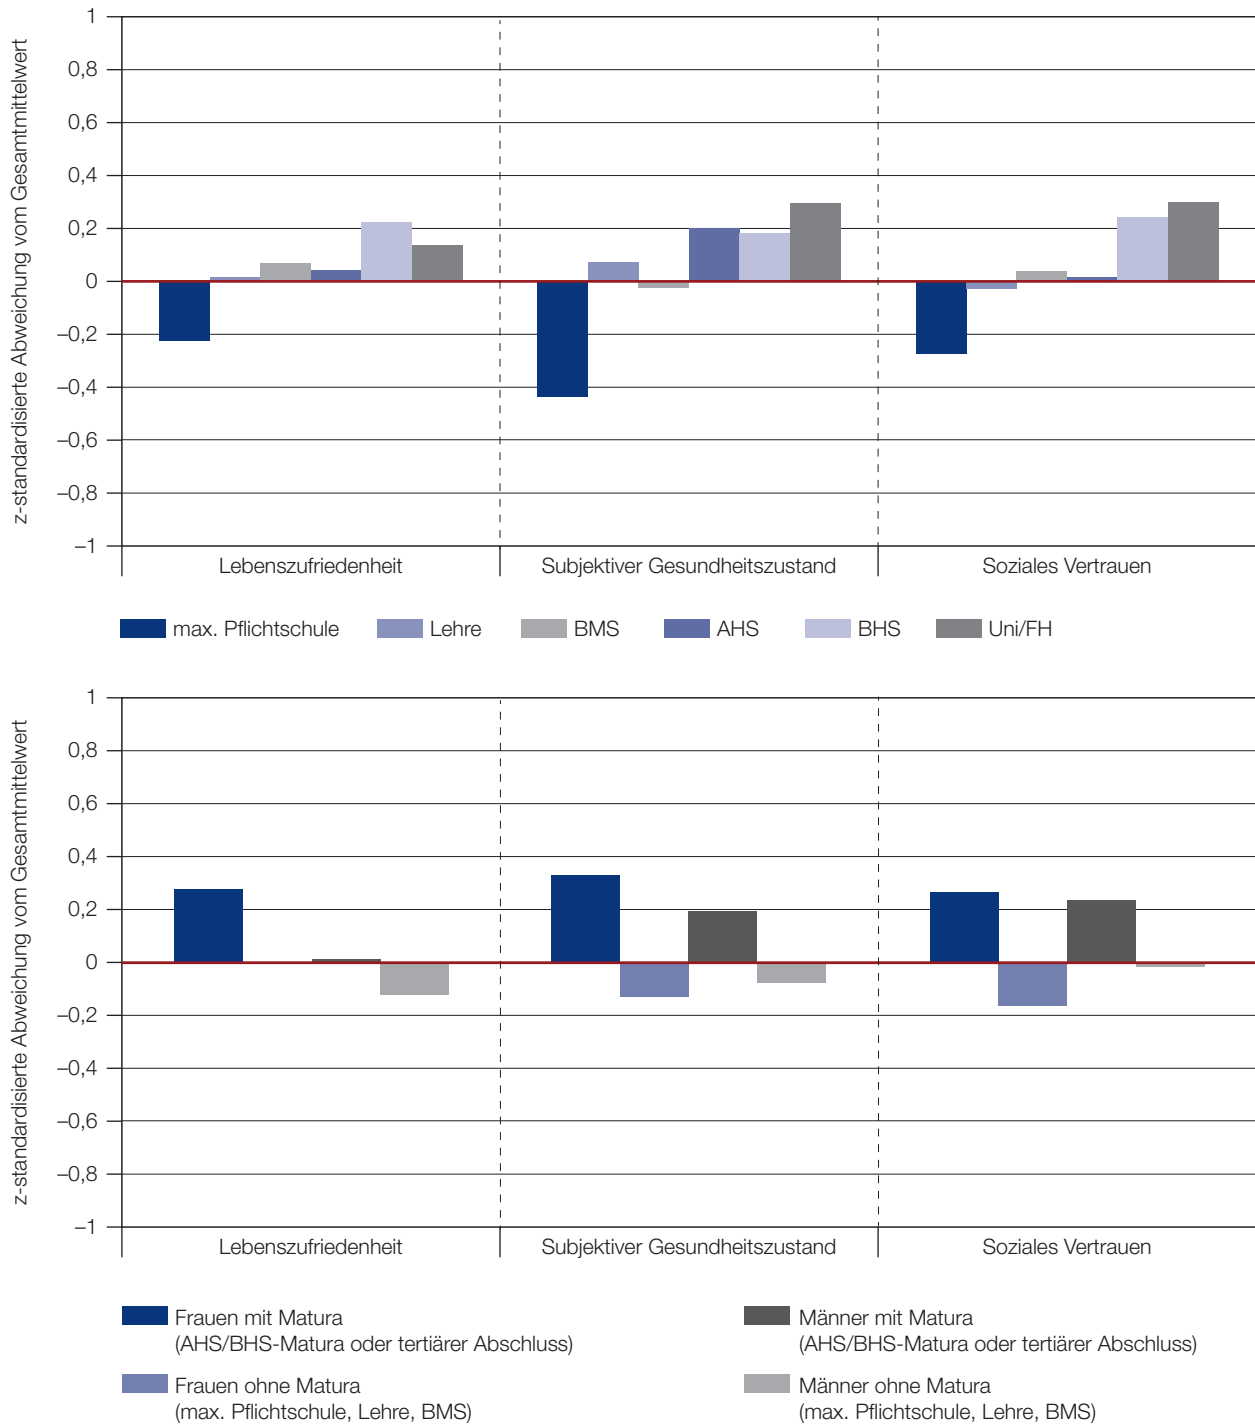 z-standardisierte Abweichung vom Gesamtmittelwert
1
0,8
0,6
0,4
0,2
0
–0,2
–0,4
–0,6
–0,8
–1
Lebenszufriedenheit
Subjektiver Gesundheitszustand
Soziales Vertrauen
max. Pflichtschule
Lehre
BMS
AHS
BHS
Uni/FH
z-standardisierte Abweichung vom Gesamtmittelwert
1
0,8
0,6
0,4
0,2
0
–0,2
–0,4
–0,6
–0,8
–1
Lebenszufriedenheit
Subjektiver Gesundheitszustand
Soziales Vertrauen
Frauen mit Matura
(AHS/BHS-Matura oder tertiärer Abschluss)
Frauen ohne Matura
(max. Pflichtschule, Lehre, BMS)
Männer mit Matura
(AHS/BHS-Matura oder tertiärer Abschluss)
Männer ohne Matura
(max. Pflichtschule, Lehre, BMS)